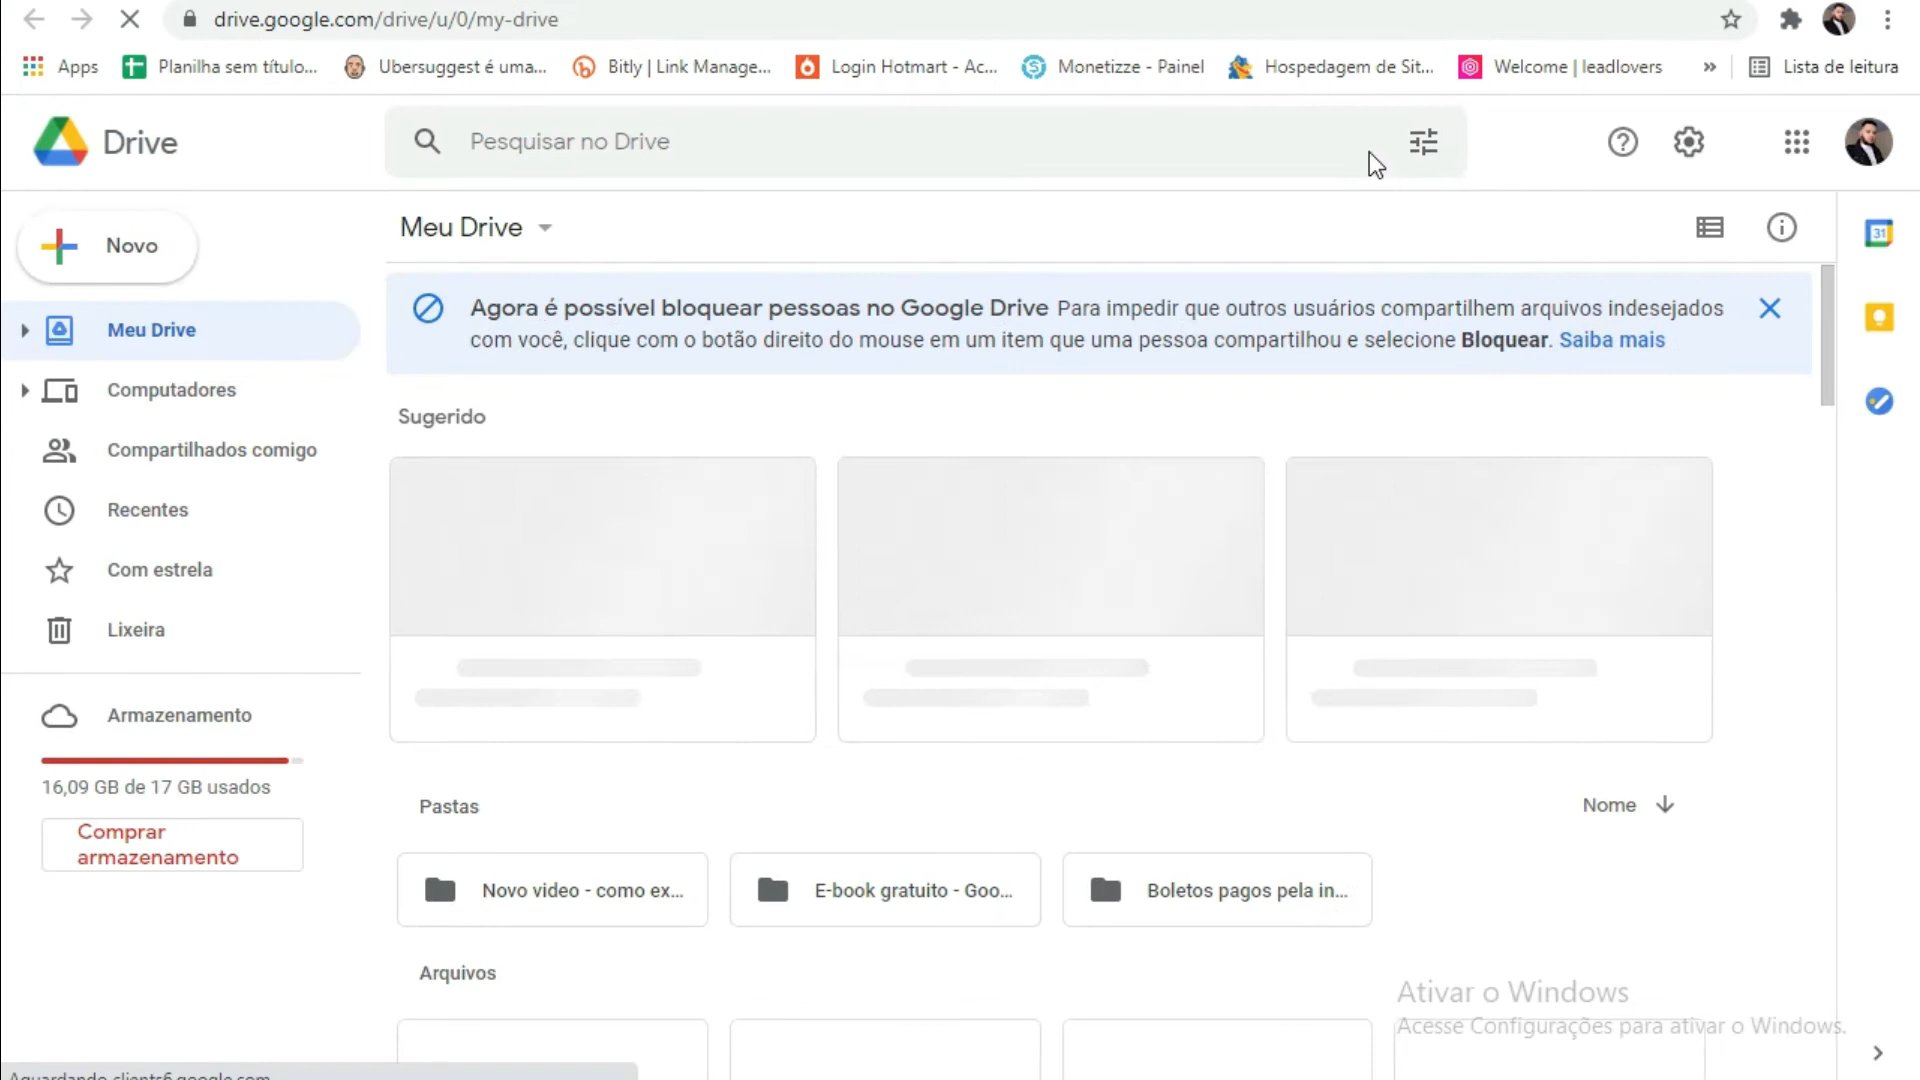 drive.google.com/drive/u/0/my-drive
Apps
Planilha sem título...
Ubersuggest é uma...
Bitly | Link Manage...
Login Hotmart - Ac...
Monetizze - Painel
Hospedagem de Sit...
Welcome | leadlovers
»
Lista de leitura
Drive
Pesquisar no Drive
Novo
Meu Drive
Computadores
Compartilhados comigo
Recentes
Com estrela
Lixeira
Armazenamento
16,09 GB de 17 GB usados
Comprar
armazenamento
Meu Drive
Agora é possível bloquear pessoas no Google Drive Para impedir que outros usuários compartilhem arquivos indesejados
com você, clique com o botão direito do mouse em um item que uma pessoa compartilhou e selecione Bloquear. Saiba mais
Sugerido
Pastas
Nome
Novo video - como ex...
E-book gratuito - Goo...
Boletos pagos pela in...
Arquivos
31
Ativar o Windows
Acesse Configurações para ativar o Windows.
Aguardando clients6.google.com